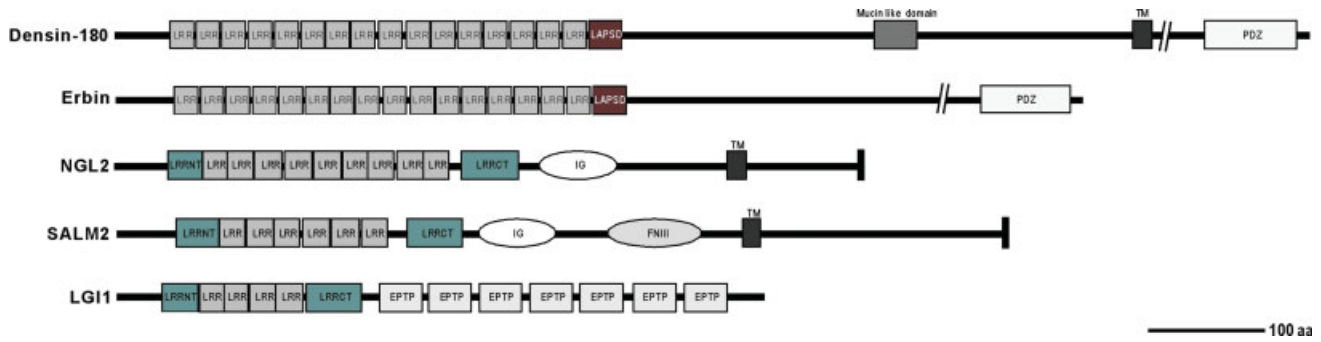 Mucin like domain TM
Densin-180 LRR LRR LRR LRR LRR LRR LRR LRR LRR LRR LRR LRR LRR LRR LRR LRR LAPSD PDZ
Erbin LRR LRR LRR LRR LRR LRR LRR LRR LRR LRR LRR LRR LRR LRR LRR LRR LAPSD PDZ
TM
NGL2 LRRNT LRR LRR LRR LRR LRR LRR LRR LRR LRR LRRCT IG
TM
SALM2 LRRNT LRR LRR LRR LRR LRR LRR LRRCT IG FNIII
LGI1 LRRNT LRR LRR LRR LRR LRRCT EPTP EPTP EPTP EPTP EPTP EPTP EPTP
100 aa